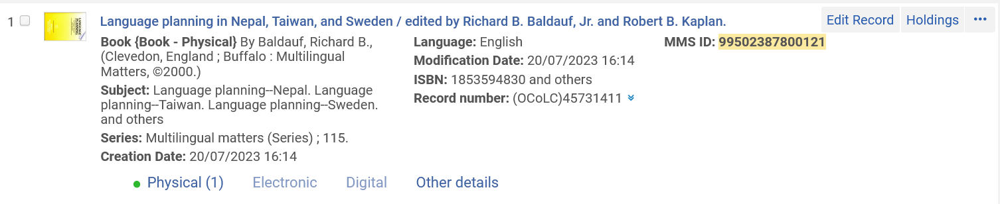 1
Language planning in Nepal, Taiwan, and Sweden / edited by Richard B. Baldauf, Jr. and Robert B. Kaplan.
Edit Record Holdings
Book {Book - Physical} By Baldauf, Richard B.,
(Clevedon, England ; Buffalo : Multilingual
Matters, ©2000.)
Subject: Language planning--Nepal. Language
planning--Taiwan. Language planning--Sweden.
and others
Series: Multilingual matters (Series) ; 115.
Creation Date: 20/07/2023 16:14
Language: English
Modification Date: 20/07/2023 16:14
ISBN: 1853594830 and others
Record number: (OCoLC)45731411
MMS ID: 99502387800121
Physical (1) Electronic Digital Other details